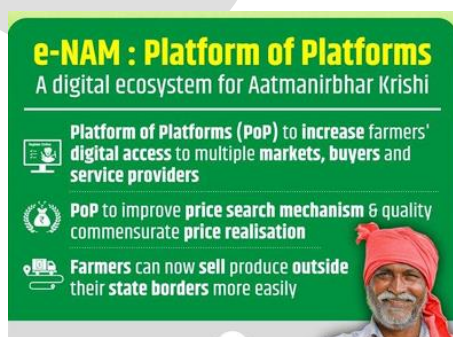 e-NAM : Platform of Platforms
A digital ecosystem for Aatmanirbhar Krishi
Platform of Platforms (PoP) to increase farmers'
digital access to multiple markets, buyers and
service providers
PoP to improve price search mechanism & quality
commensurate price realisation
Farmers can now sell produce outside
their state borders more easily